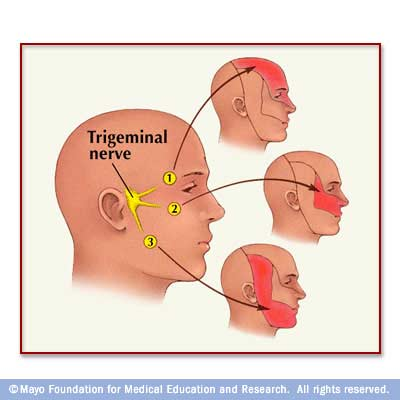 Trigeminal
nerve
1
2
3
© Mayo Foundation for Medical Education and Research. All rights reserved.